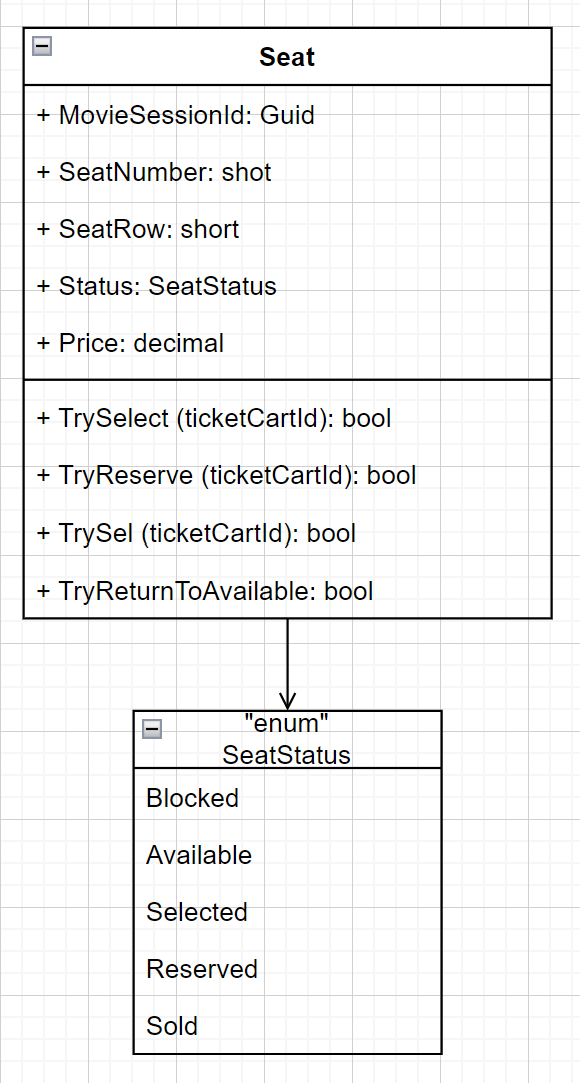 Seat
+ MovieSessionId: Guid
+ SeatNumber: shot
+ SeatRow: short
+ Status: SeatStatus
+ Price: decimal
+ TrySelect (ticketCartId): bool
+ TryReserve (ticketCartId): bool
+ TrySel (ticketCartId): bool
+ TryReturnToAvailable: bool
"enum"
SeatStatus
Blocked
Available
Selected
Reserved
Sold